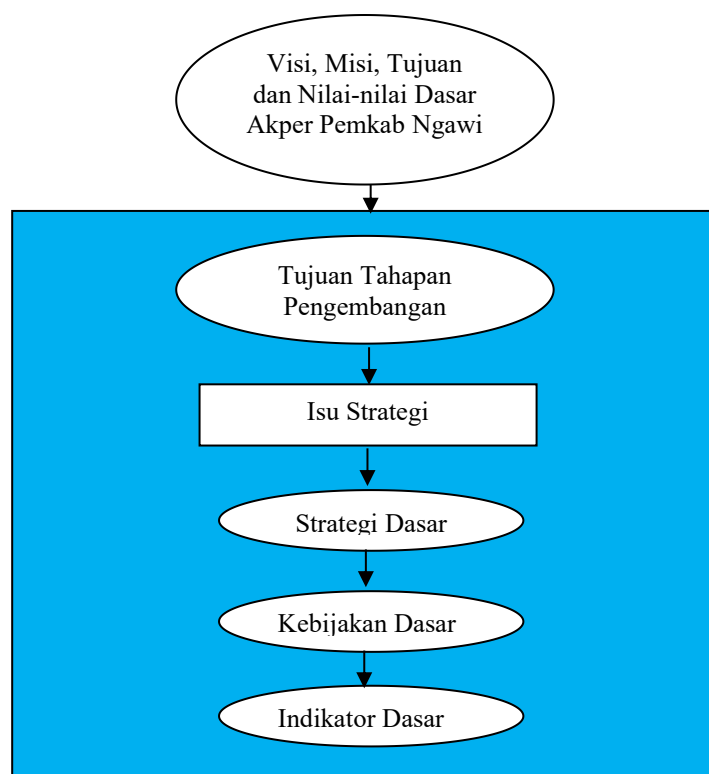 Visi, Misi, Tujuan
dan Nilai-nilai Dasar
Akper Pemkab Ngawi
Tujuan Tahapan
Pengembangan
Isu Strategi
Strategi Dasar
Kebijakan Dasar
Indikator Dasar